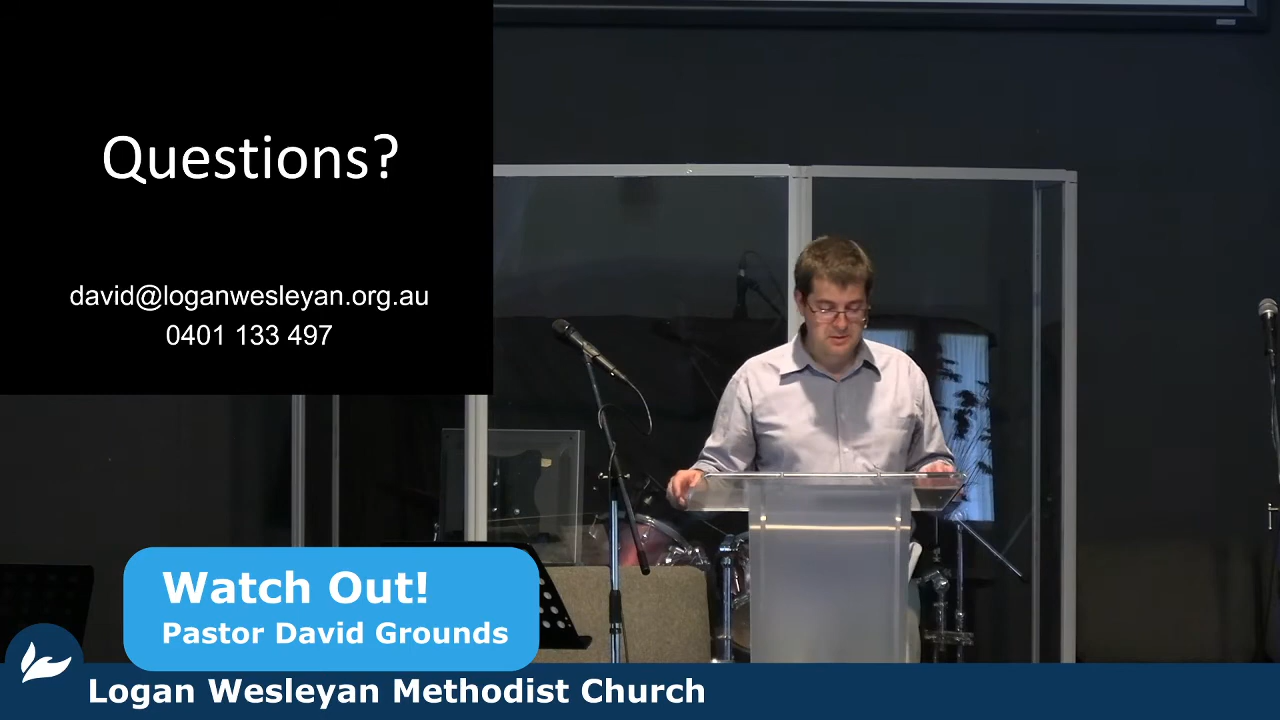 Questions?
david@loganwesleyan.org.au
0401 133 497
Watch Out!
Pastor David Grounds
Logan Wesleyan Methodist Church